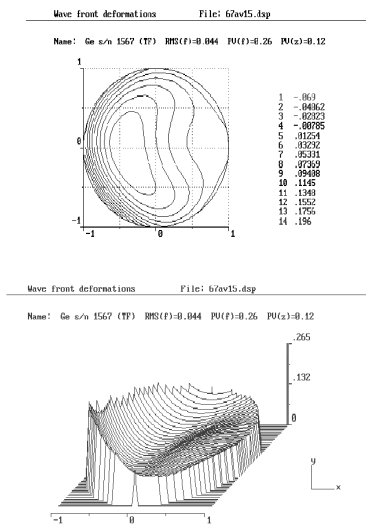 Wave front deformations File: 67av15.dsp
Name: Ge s/n 1567 (TF) RMS(f)=0.044 PV(f)=0.26 PV(z)=0.12
1
0
-1
-1 0 1
1 -.069
2 -.04862
3 -.02823
4 -.00785
5 .01254
6 .03292
7 .05331
8 .07369
9 .09408
10 .1145
11 .1348
12 .1552
13 .1756
14 .196
Wave front deformations File: 67av15.dsp
Name: Ge s/n 1567 (TF) RMS(f)=0.044 PV(f)=0.26 PV(z)=0.12
.265
.132
0
y
x
-1 0 1